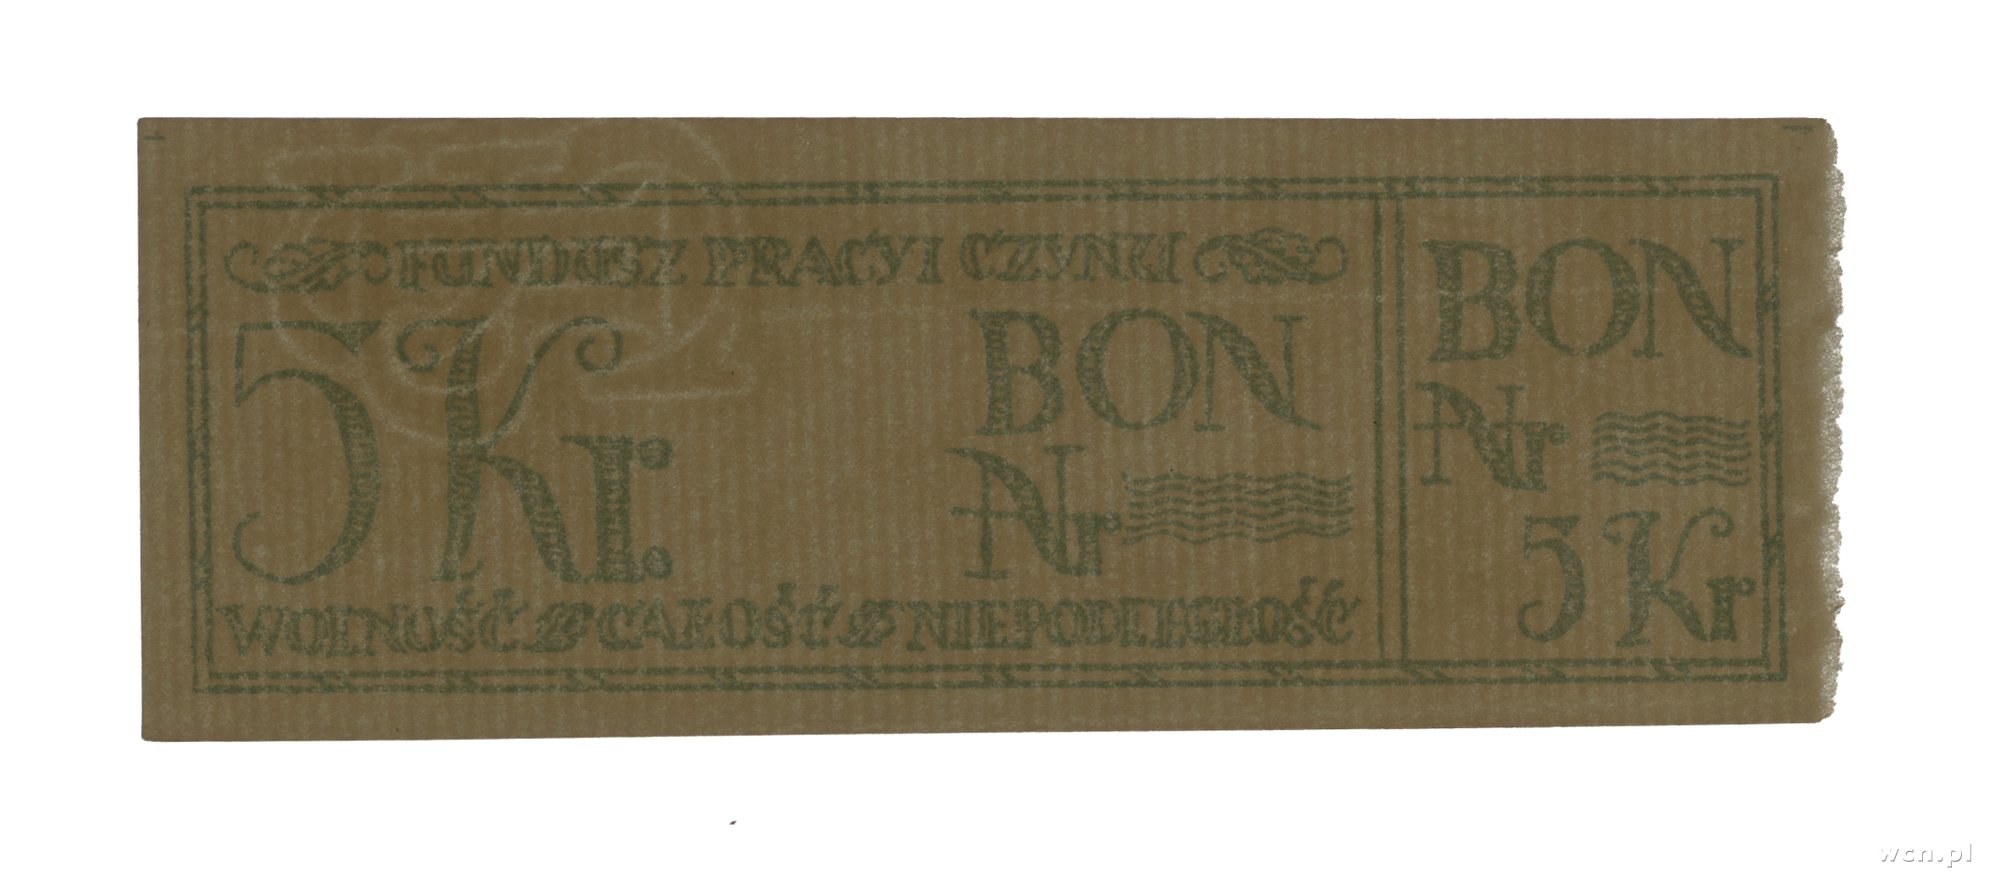 FUNDUSZ PRACY I CZYNU
5 Kr.
BON
Nr
WOLNOŚĆ CAŁOŚĆ NIEPODLEGŁOŚĆ
BON
Nr
5 Kr
wcn.pl